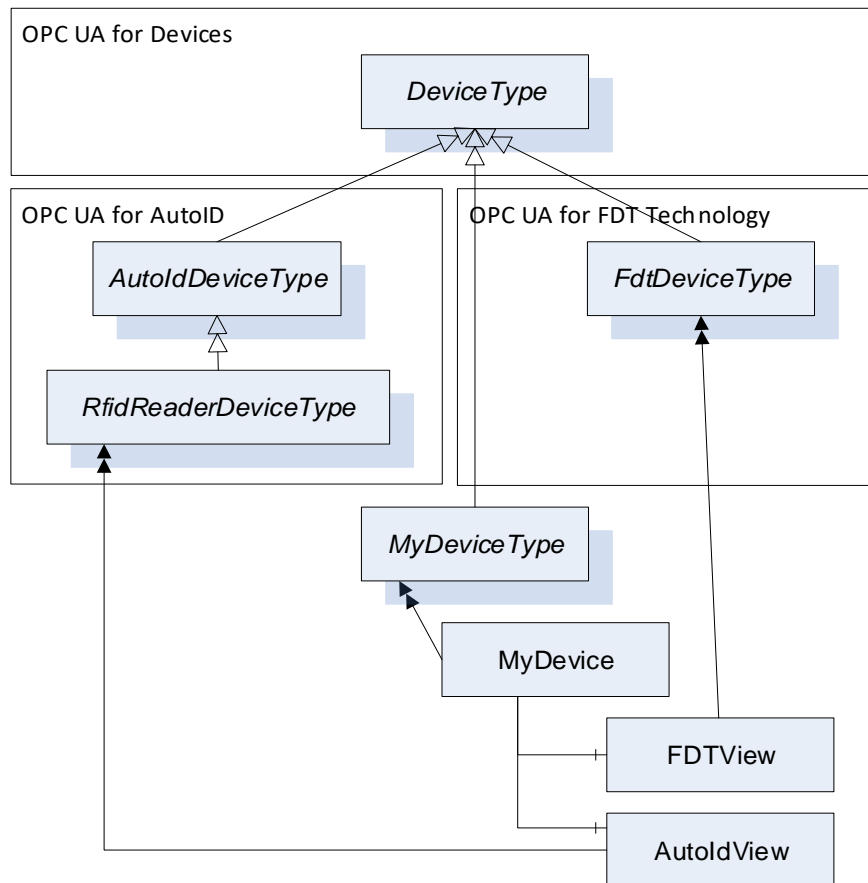 OPC UA for Devices
DeviceType
OPC UA for AutoID
OPC UA for FDT Technology
AutoIdDeviceType
FdtDeviceType
RfidReaderDeviceType
MyDeviceType
MyDevice
FDTView
AutoIdView